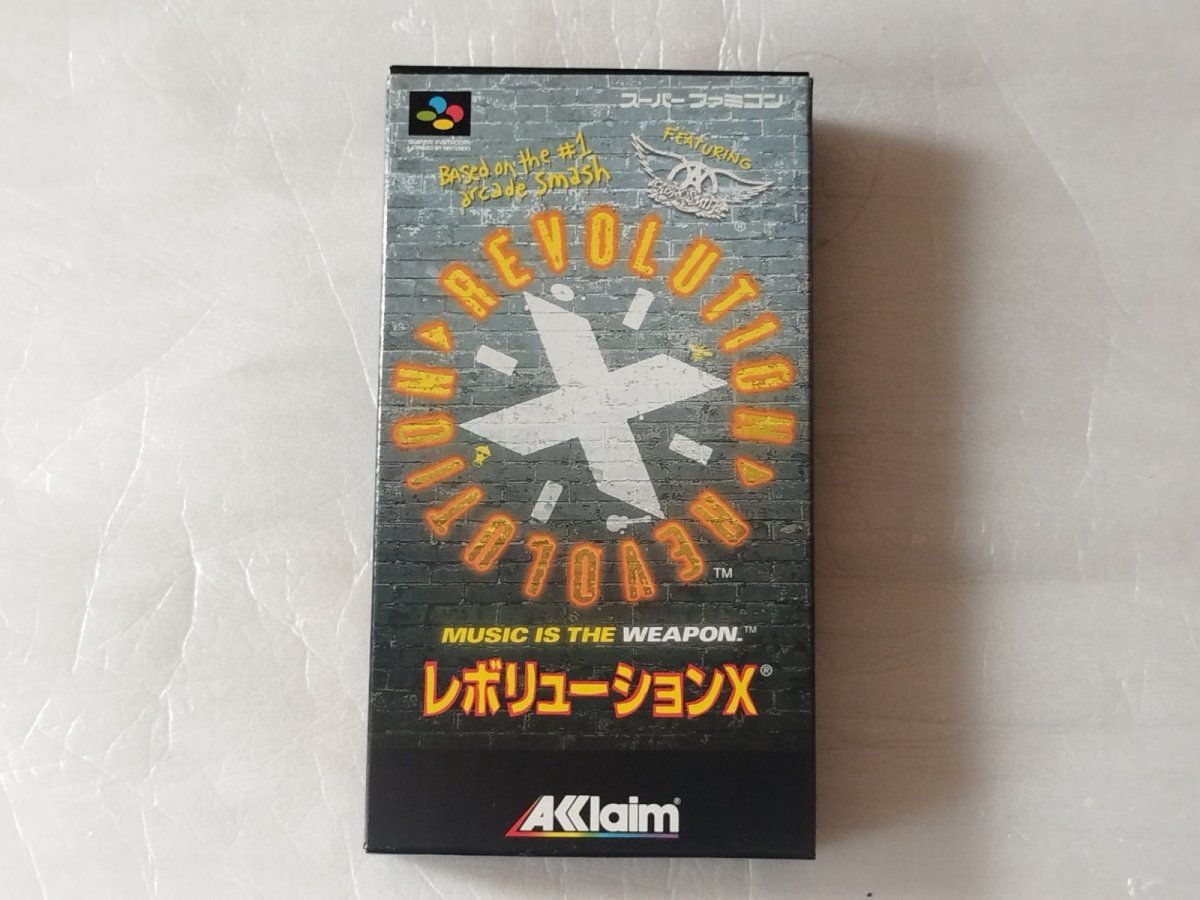 スーパーファミコン
SUPER FAMICOM
LICENSED BY NINTENDO
BASED on the #1
arcade smash
FEATURING
AEROSMITH
®
REVOLUTION
REVOLUTION
TM
MUSIC IS THE WEAPON.™
レボリューションX®
AKKlaim®